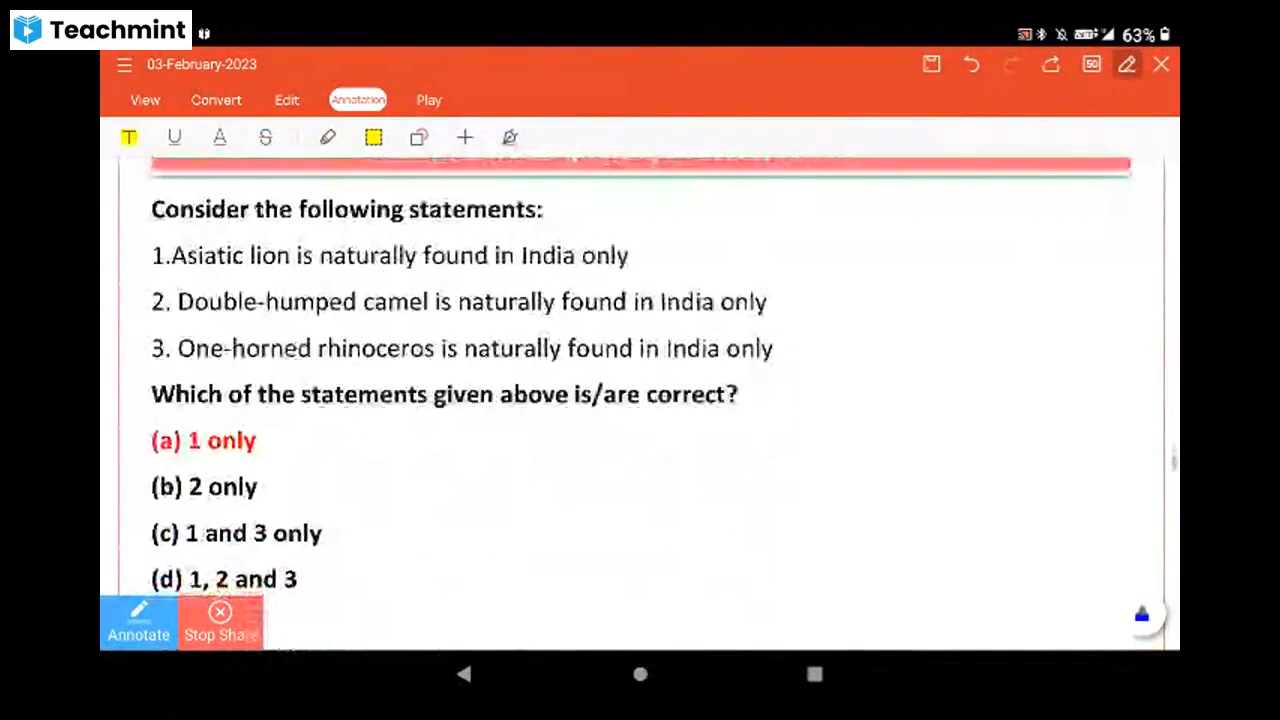 Teachmint
63%
03-February-2023
50
View Convert Edit Annotation Play
T U A S
Consider the following statements:
1.Asiatic lion is naturally found in India only
2. Double-humped camel is naturally found in India only
3. One-horned rhinoceros is naturally found in India only
Which of the statements given above is/are correct?
(a) 1 only
(b) 2 only
(c) 1 and 3 only
(d) 1, 2 and 3
Annotate Stop Share